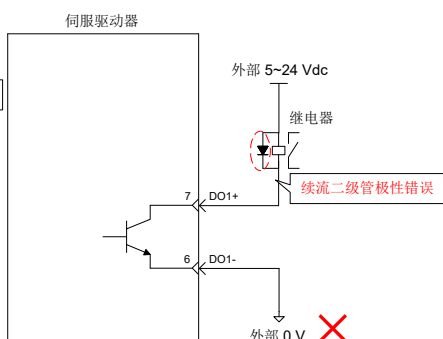 伺服驱动器
外部 5~24 Vdc
继电器
续流二级管极性错误
7 DO1+
6 DO1-
外部 0 V